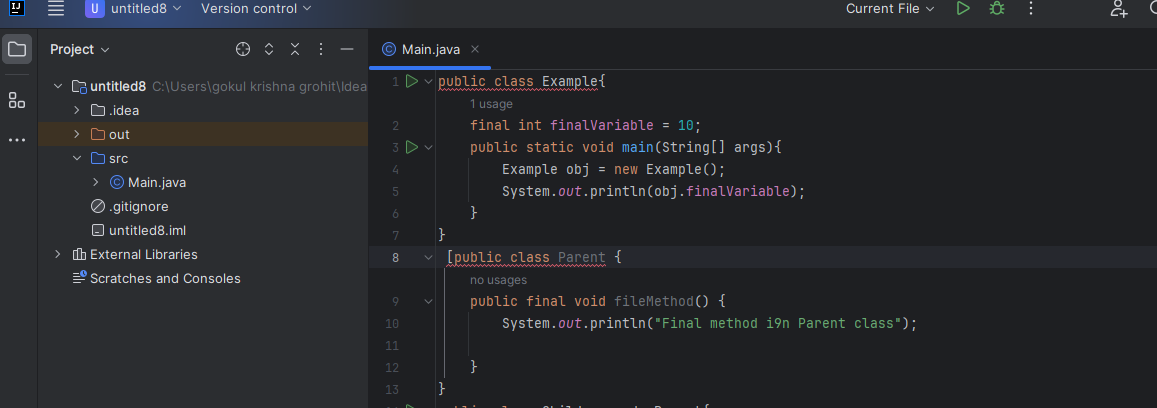 IJ
U untitled8
Version control
Current File
Project
Main.java
untitled8 C:\Users\gokul krishna grohit\Idea
.idea
out
src
Main.java
.gitignore
untitled8.iml
External Libraries
Scratches and Consoles
1 public class Example{
1 usage
2 final int finalVariable = 10;
3 public static void main(String[] args){
4 Example obj = new Example();
5 System.out.println(obj.finalVariable);
6 }
7 }
8 [public class Parent {
no usages
9 public final void fileMethod() {
10 System.out.println("Final method i9n Parent class");
11
12 }
13 }